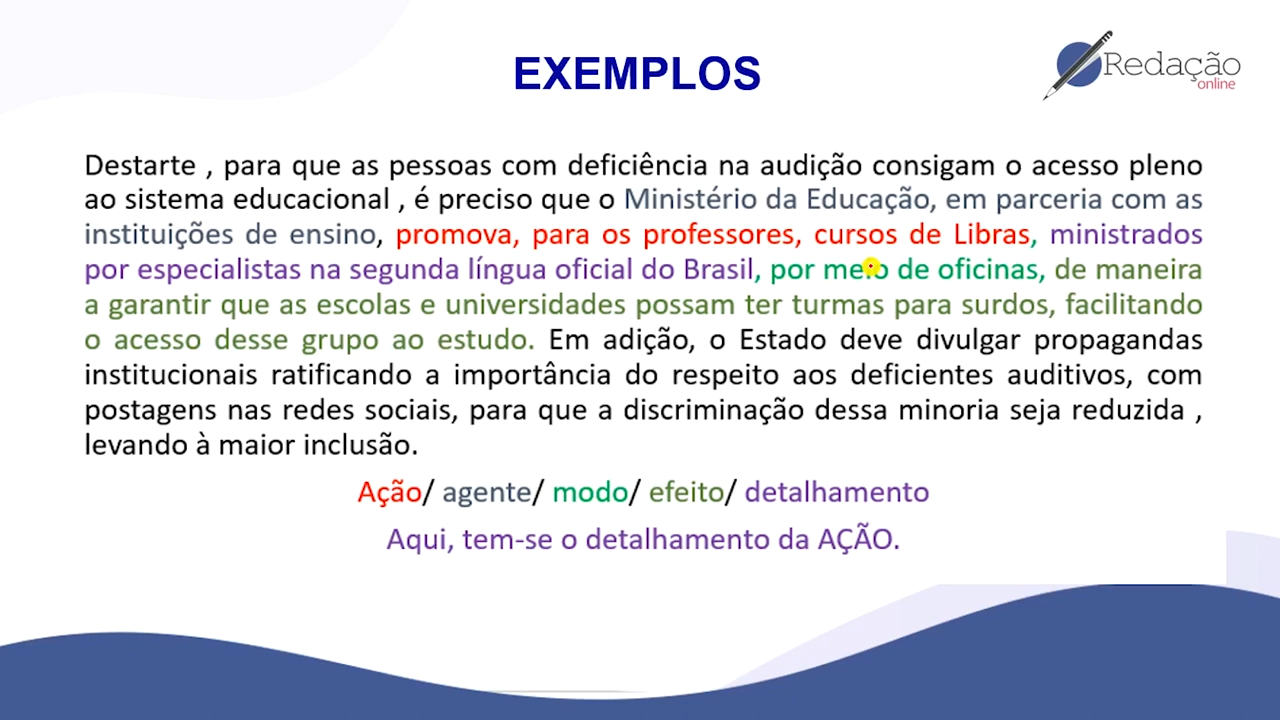 EXEMPLOS
Redação
online
Destarte , para que as pessoas com deficiência na audição consigam o acesso pleno
ao sistema educacional , é preciso que o Ministério da Educação, em parceria com as
instituições de ensino, promova, para os professores, cursos de Libras, ministrados
por especialistas na segunda língua oficial do Brasil, por meio de oficinas, de maneira
a garantir que as escolas e universidades possam ter turmas para surdos, facilitando
o acesso desse grupo ao estudo. Em adição, o Estado deve divulgar propagandas
institucionais ratificando a importância do respeito aos deficientes auditivos, com
postagens nas redes sociais, para que a discriminação dessa minoria seja reduzida ,
levando à maior inclusão.
Ação/ agente/ modo/ efeito/ detalhamento
Aqui, tem-se o detalhamento da AÇÃO.